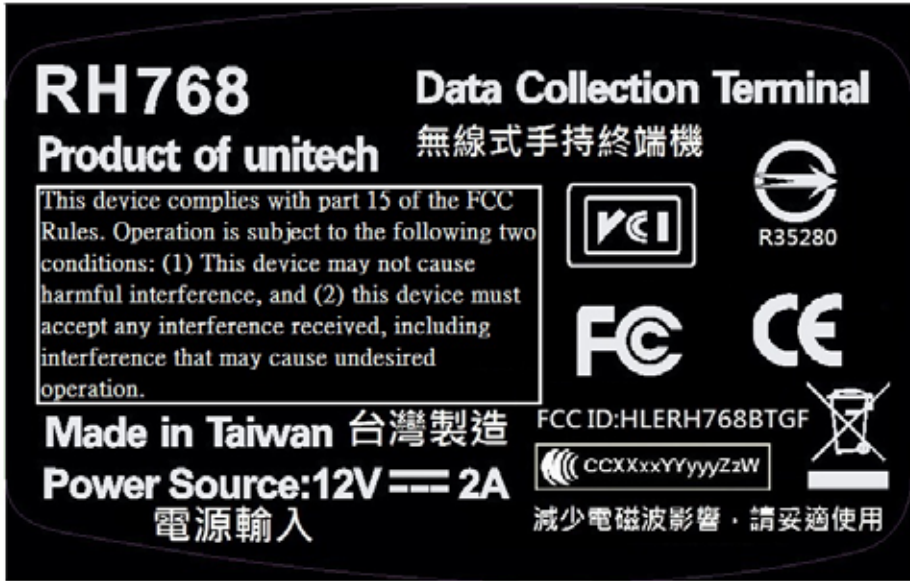 RH768
Data Collection Terminal
無線式手持終端機
Product of unitech
This device complies with part 15 of the FCC
Rules. Operation is subject to the following two
conditions: (1) This device may not cause
harmful interference, and (2) this device must
accept any interference received, including
interference that may cause undesired
operation.
VCI
R35280
FC
CE
Made in Taiwan 台灣製造
FCC ID:HLERH768BTGF
CCXXxxYYyyyZzW
Power Source:12V 2A
電源輸入
減少電磁波影響，請妥適使用